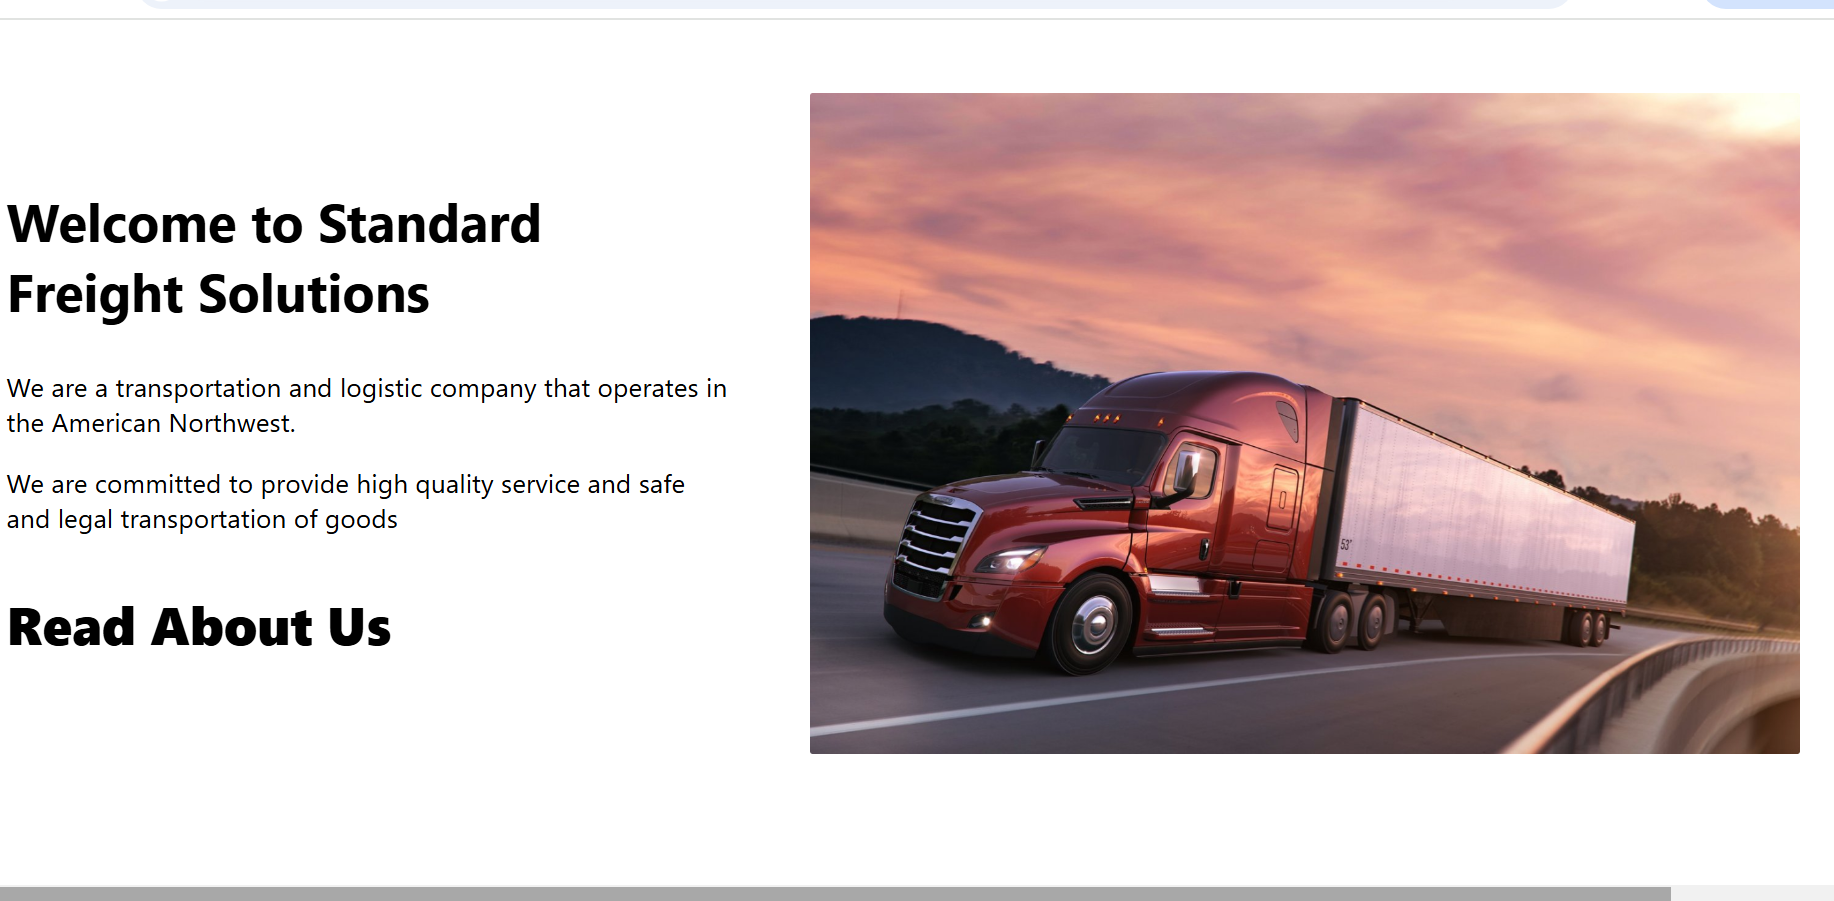 Welcome to Standard
Freight Solutions
We are a transportation and logistic company that operates in
the American Northwest.
We are committed to provide high quality service and safe
and legal transportation of goods
Read About Us
53'